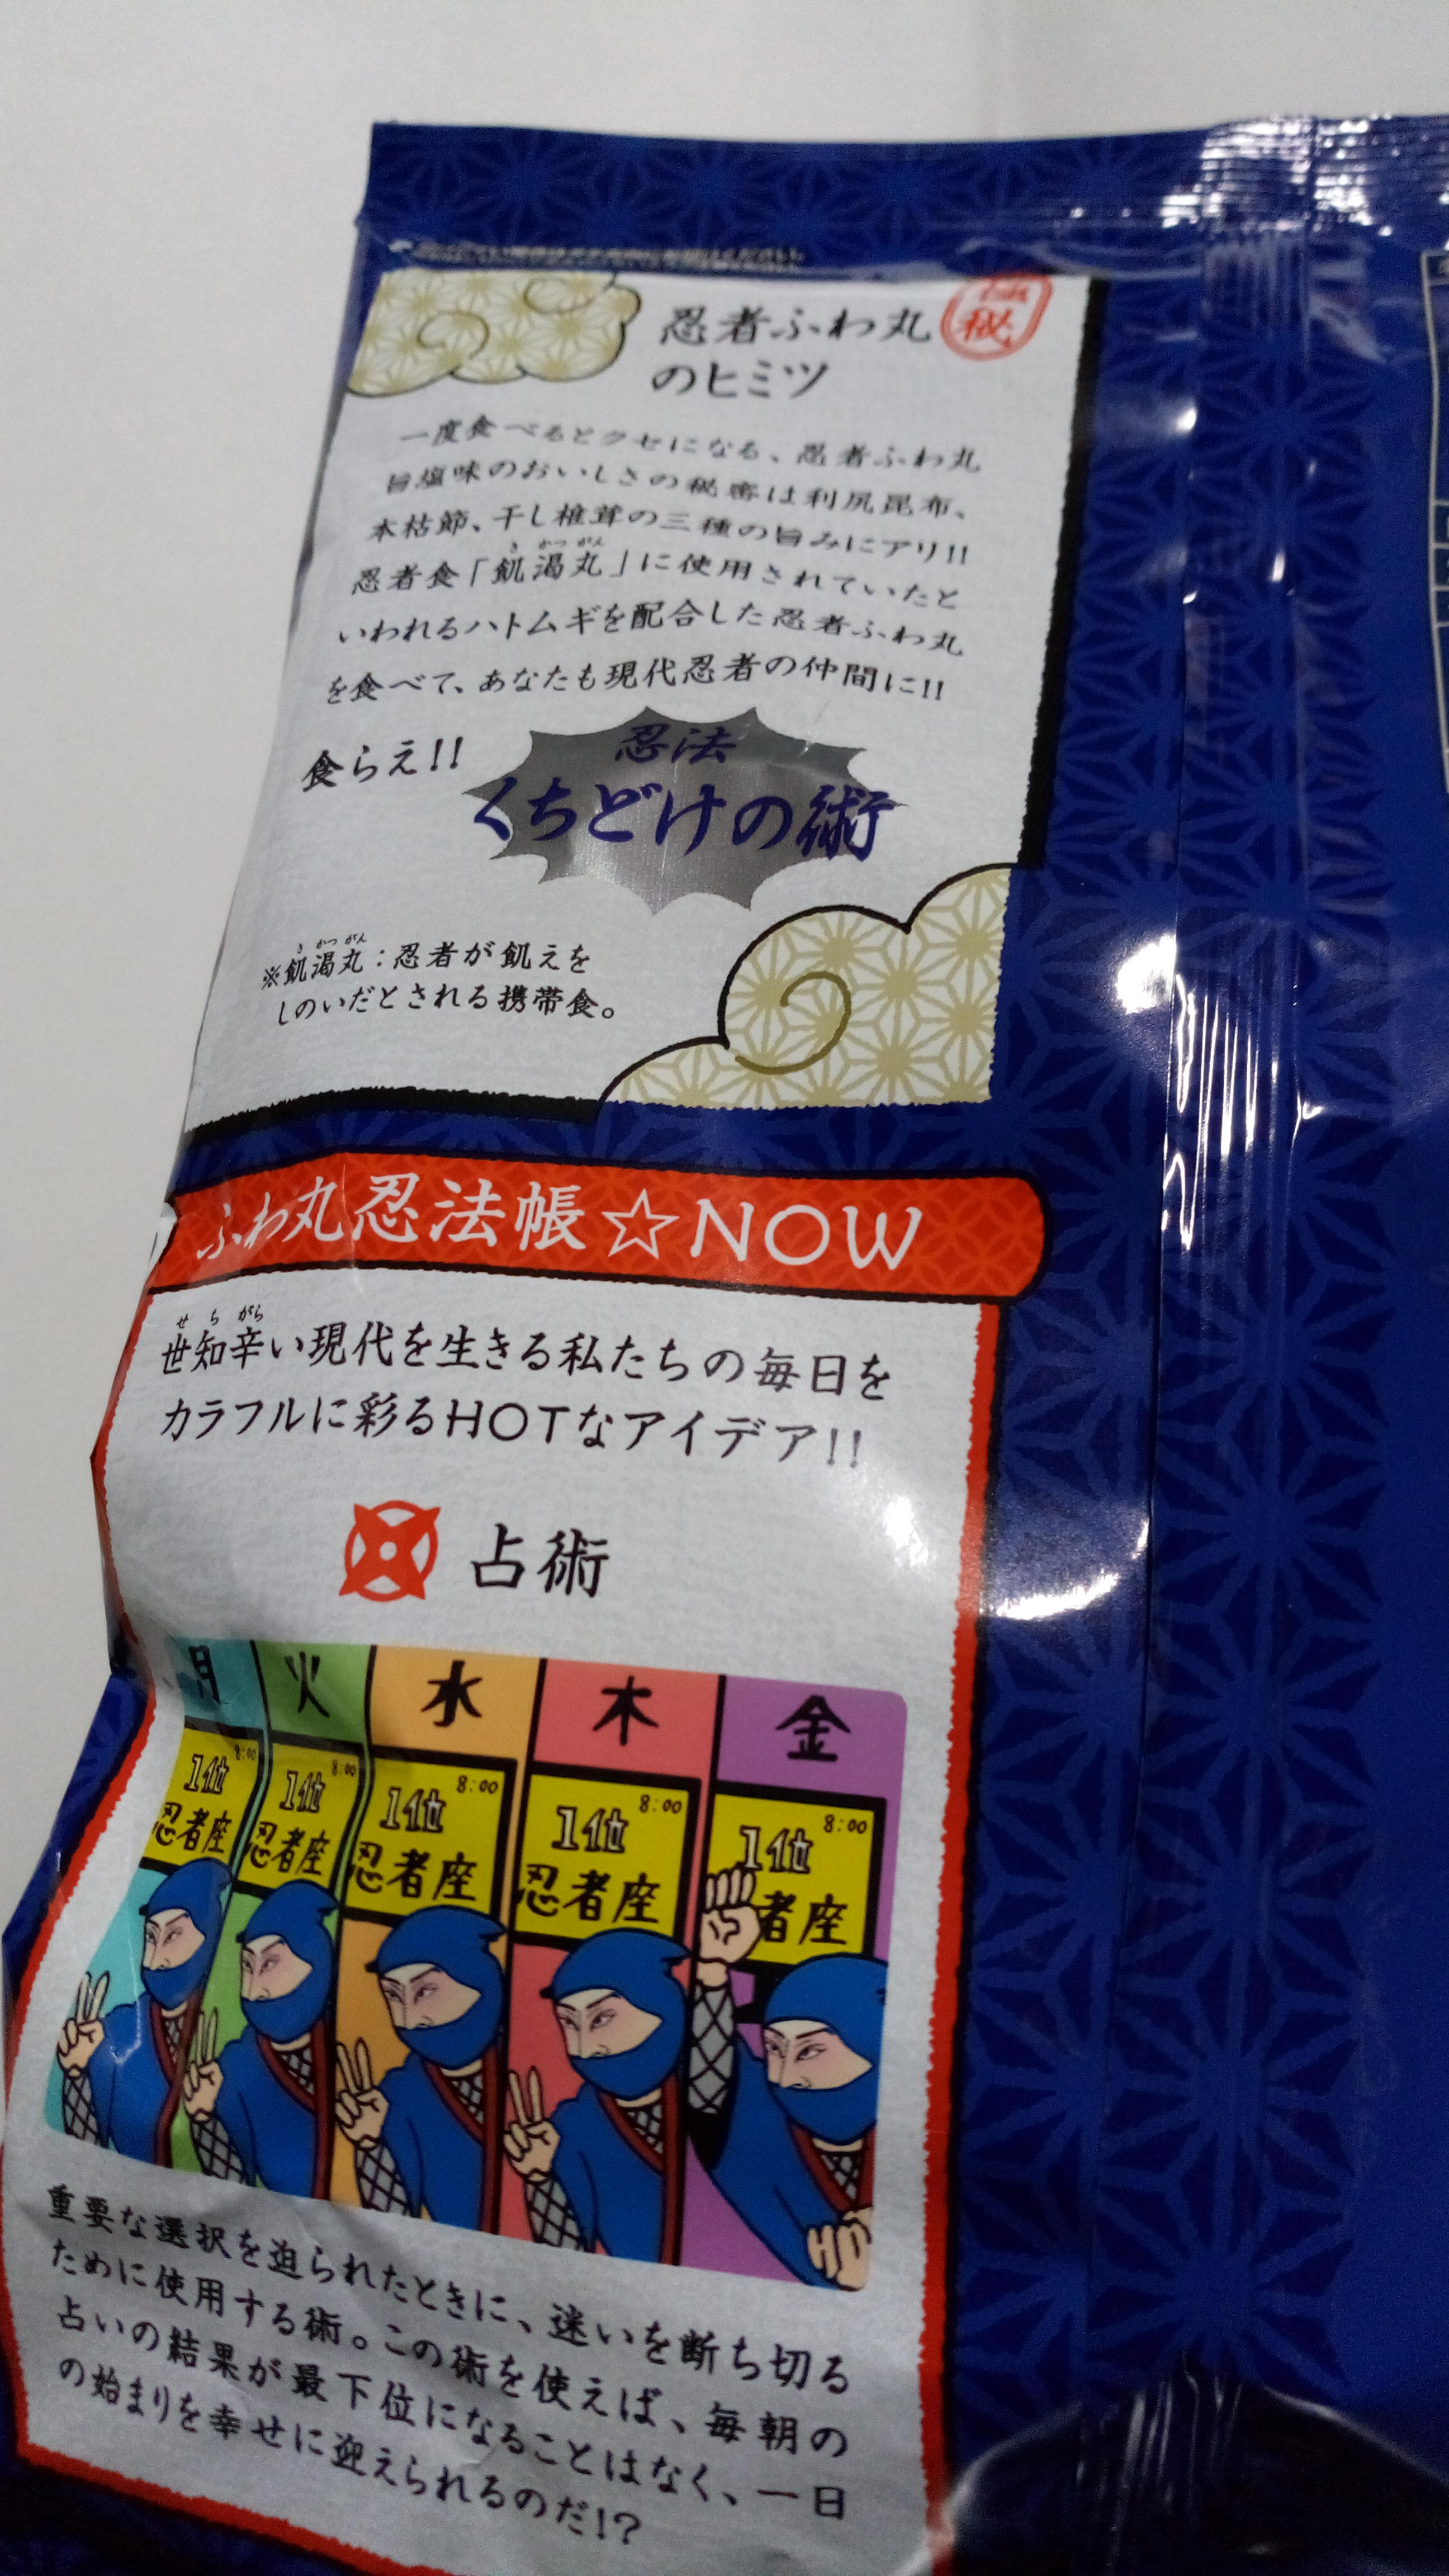 忍者ふわ丸
のヒミツ
秘
一度食べるとクセになる、忍者ふわ丸
旨塩味のおいしさの秘密は利尻昆布、
本枯節、干し椎茸の三種の旨みにアリ!!
き かつ がん
忍者食「飢渇丸」に使用されていたと
いわれるハトムギを配合した忍者ふわ丸
を食べて、あなたも現代忍者の仲間に!!
食らえ!!
忍法
くちどけの術
き かつ がん
※飢渇丸:忍者が飢えを
しのいだとされる携帯食。
ふわ丸忍法帳☆NOW
せ ち がら
世知辛い現代を生きる私たちの毎日を
カラフルに彩るHOTなアイデア!!
占術
月 火 水 木 金
8:00 8:00 8:00 8:00 8:00
1位 1位 1位 1位 1位
忍者座 忍者座 忍者座 忍者座 者座
重要な選択を迫られたときに、迷いを断ち切る
ために使用する術。この術を使えば、毎朝の
占いの結果が最下位になることはなく、一日
の始まりを幸せに迎えられるのだ!?